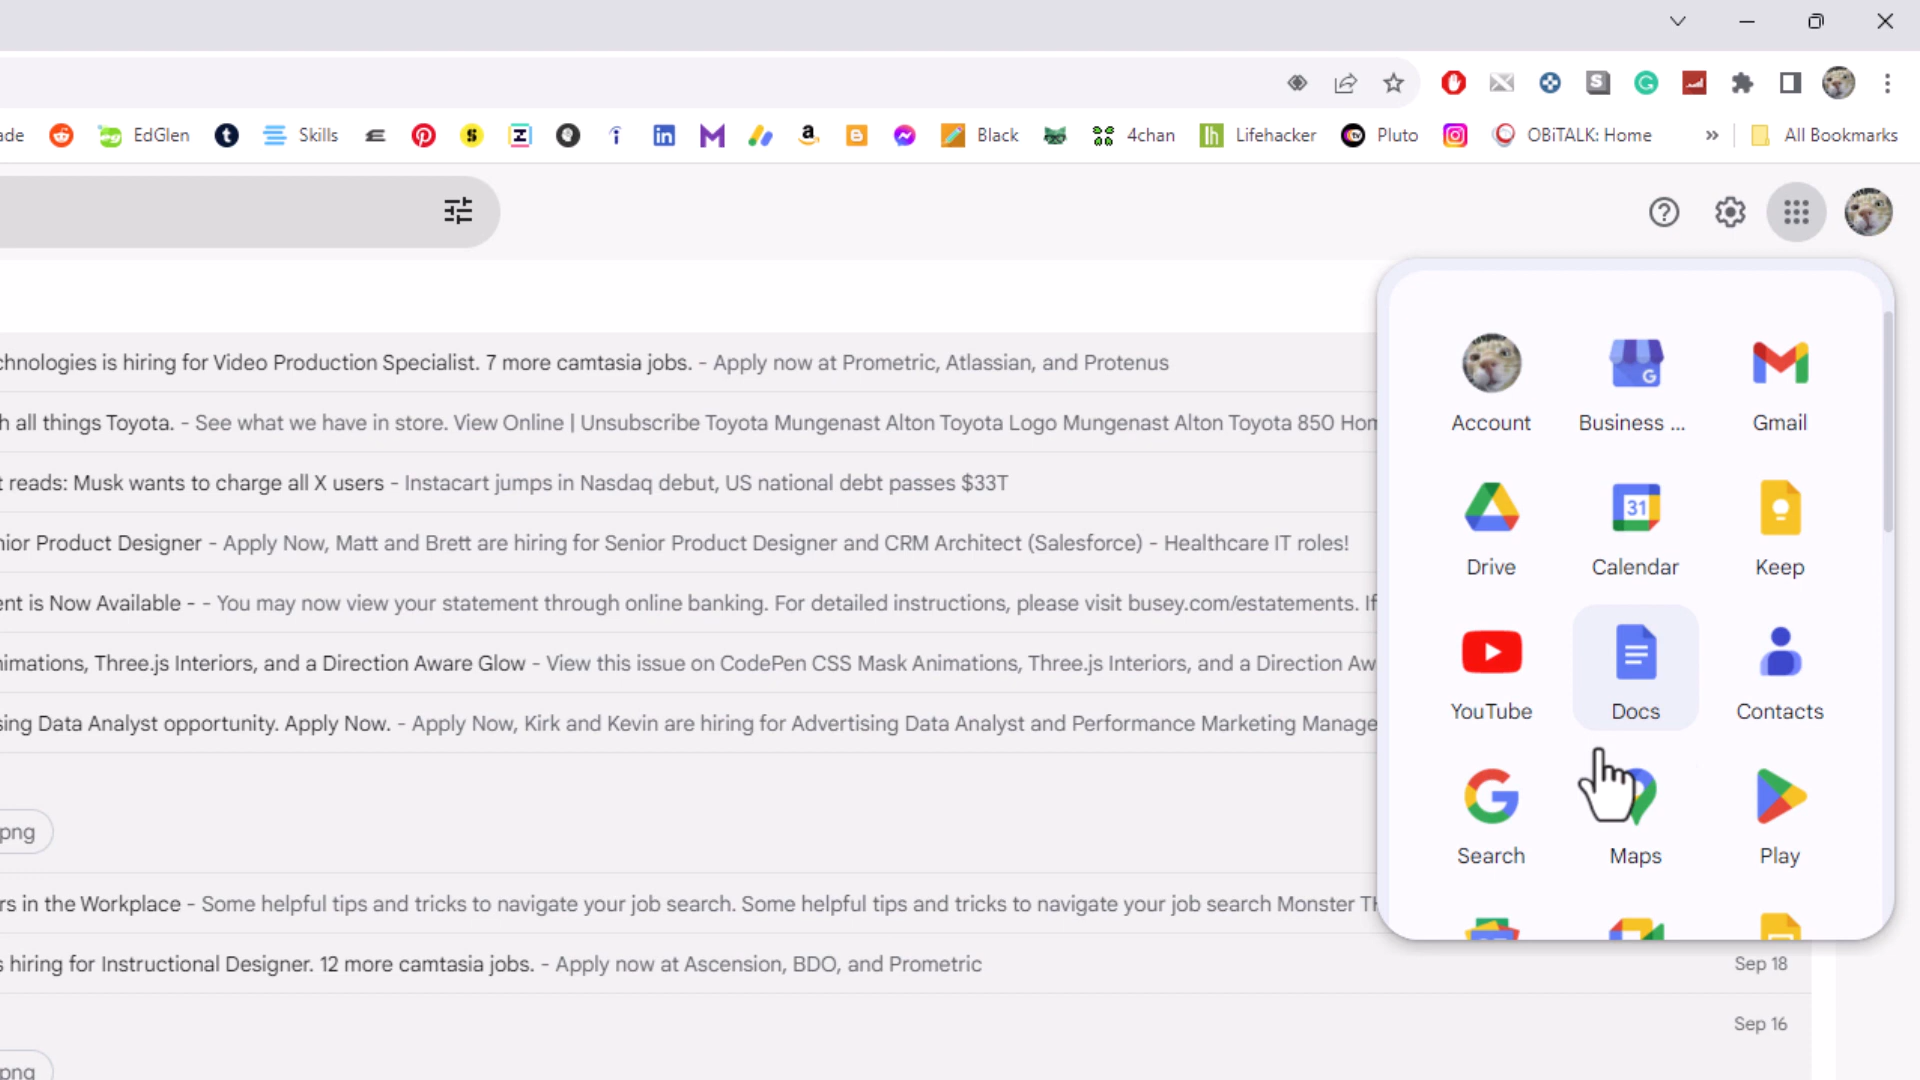 ade EdGlen Skills Black 4chan Lifehacker Pluto OBiTALK: Home » All Bookmarks
chnologies is hiring for Video Production Specialist. 7 more camtasia jobs. - Apply now at Prometric, Atlassian, and Protenus
h all things Toyota. - See what we have in store. View Online | Unsubscribe Toyota Mungenast Alton Toyota Logo Mungenast Alton Toyota 850 Hom
t reads: Musk wants to charge all X users - Instacart jumps in Nasdaq debut, US national debt passes $33T
nior Product Designer - Apply Now, Matt and Brett are hiring for Senior Product Designer and CRM Architect (Salesforce) - Healthcare IT roles!
ent is Now Available - - You may now view your statement through online banking. For detailed instructions, please visit busey.com/estatements. If
nimations, Three.js Interiors, and a Direction Aware Glow - View this issue on CodePen CSS Mask Animations, Three.js Interiors, and a Direction Aw
sing Data Analyst opportunity. Apply Now. - Apply Now, Kirk and Kevin are hiring for Advertising Data Analyst and Performance Marketing Manage
png
rs in the Workplace - Some helpful tips and tricks to navigate your job search. Some helpful tips and tricks to navigate your job search Monster Th
s hiring for Instructional Designer. 12 more camtasia jobs. - Apply now at Ascension, BDO, and Prometric Sep 18
Sep 16
png
Account Business ... Gmail
31
Drive Calendar Keep
YouTube Docs Contacts
Search Maps Play